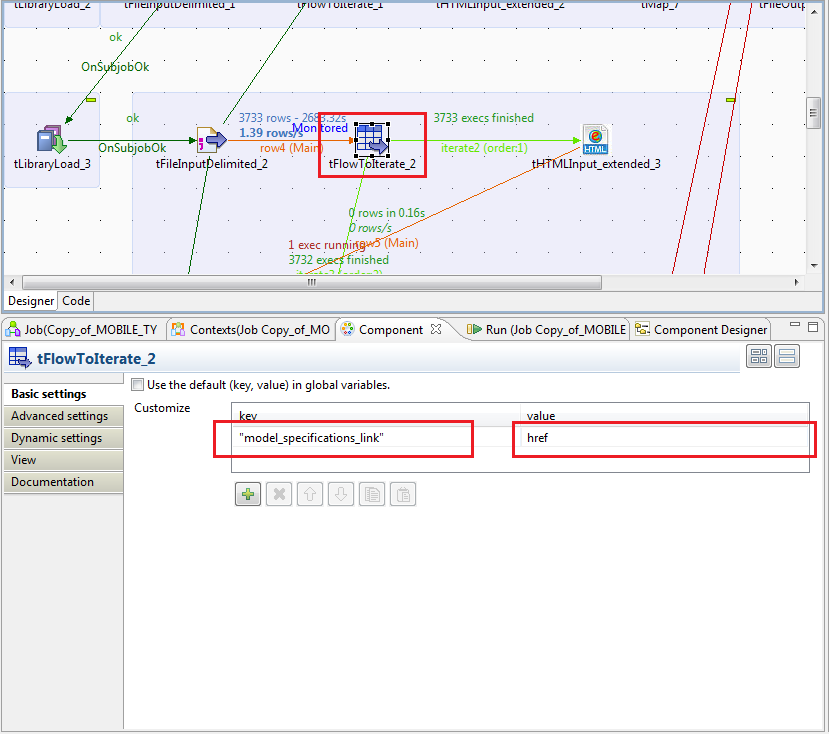 tLibraryLoad_2 tFileInputDelimited_1 tFlowToIterate_1 tHTMLInput_extended_2 tMap_7 tFileOutp
ok
OnSubjobOk
ok
OnSubjobOk
3733 rows - 2683.32s
Monitored
1.39 rows/s
row4 (Main)
3733 execs finished
iterate2 (order:1)
HTML
tLibraryLoad_3 tFileInputDelimited_2 tFlowToIterate_2 tHTMLInput_extended_3
0 rows in 0.16s
0 rows/s
1 exec running row5 (Main)
3732 execs finished
Designer Code
Job(Copy_of_MOBILE_TY Contexts(Job Copy_of_MO Component Run (Job Copy_of_MOBILE Component Designer
tFlowToIterate_2
Basic settings
Advanced settings
Dynamic settings
View
Documentation
Use the default (key, value) in global variables.
Customize
key value
"model_specifications_link" href